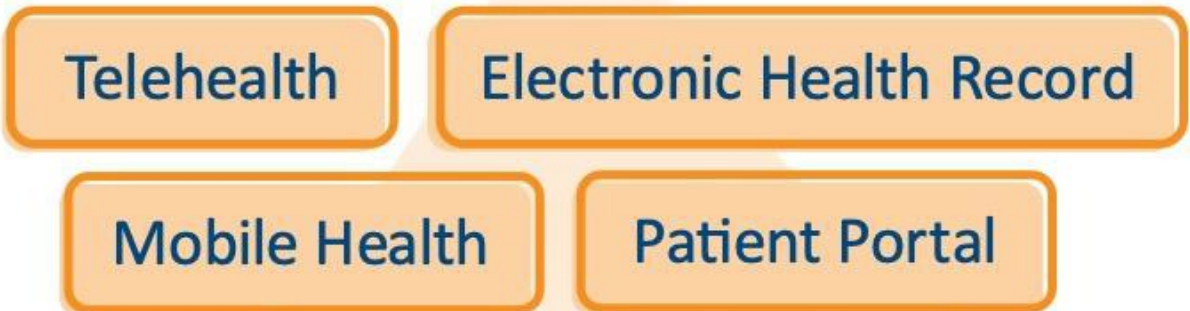 Telehealth
Electronic Health Record
Mobile Health
Patient Portal